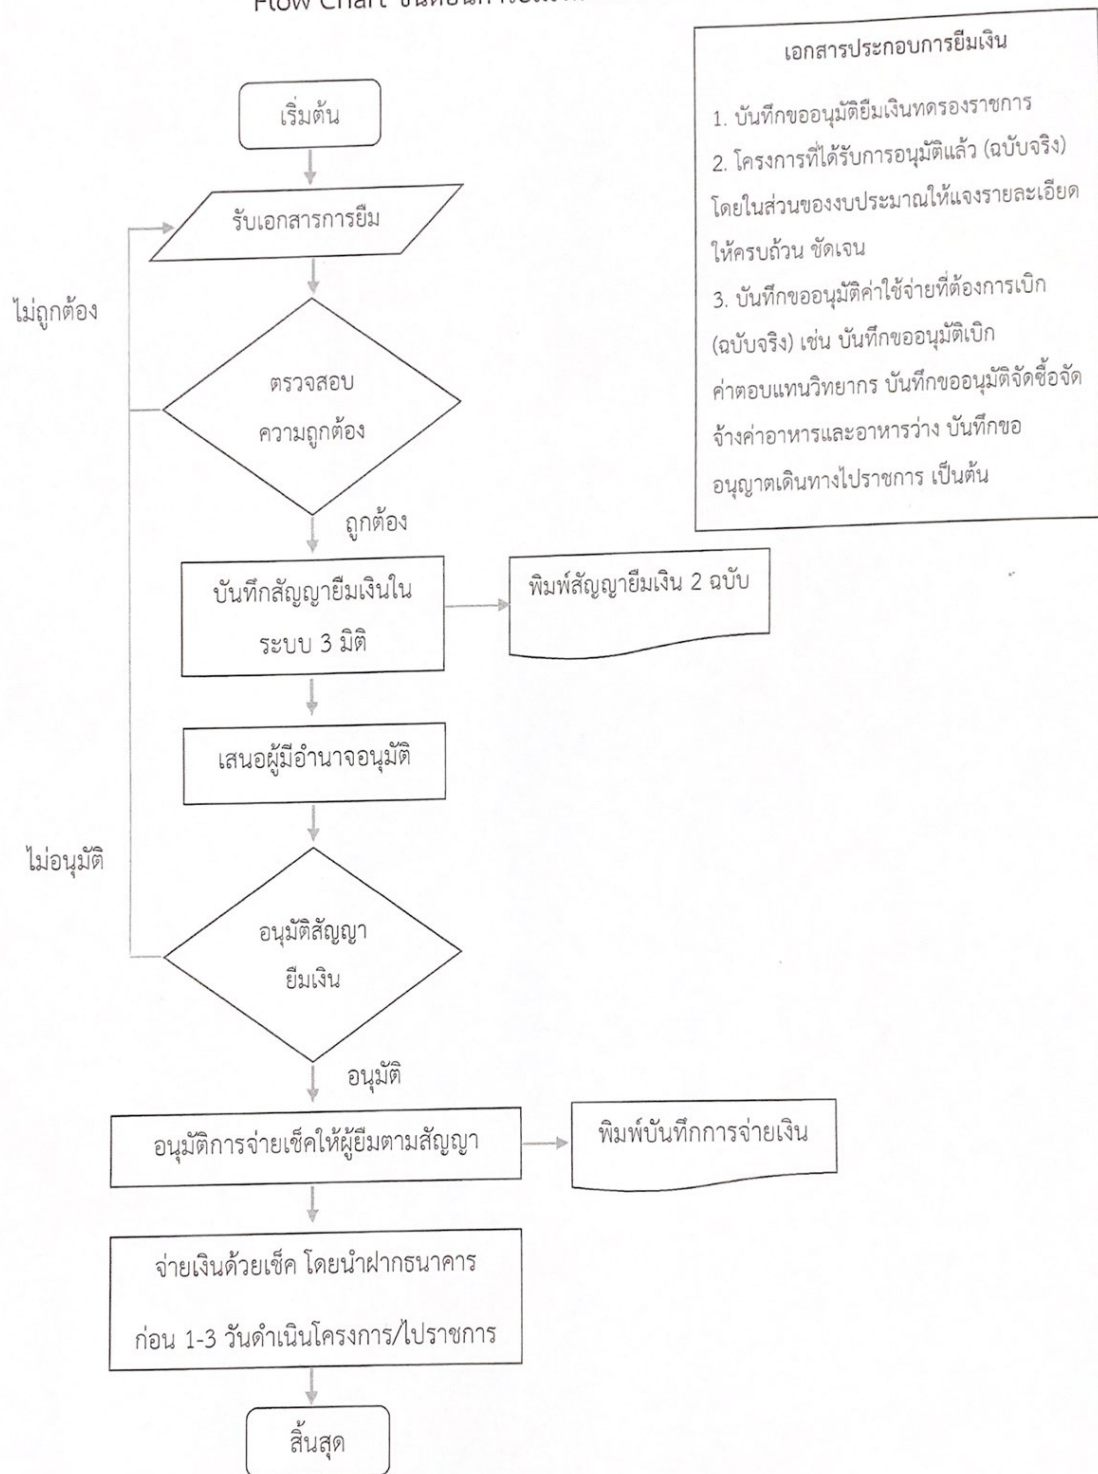 Flow Chart
เอกสารประกอบการยืมเงิน
1. บันทึกขออนุมัติยืมเงินทดรองราชการ
2. โครงการที่ได้รับการอนุมัติแล้ว (ฉบับจริง)
โดยในส่วนของงบประมาณให้แจงรายละเอียด
ให้ครบถ้วน ชัดเจน
3. บันทึกขออนุมัติค่าใช้จ่ายที่ต้องการเบิก
(ฉบับจริง) เช่น บันทึกขออนุมัติเบิก
ค่าตอบแทนวิทยากร บันทึกขออนุมัติจัดซื้อจัด
จ้างค่าอาหารและอาหารว่าง บันทึกขอ
อนุญาตเดินทางไปราชการ เป็นต้น
เริ่มต้น
รับเอกสารการยืม
ไม่ถูกต้อง
ตรวจสอบ
ความถูกต้อง
ถูกต้อง
บันทึกสัญญายืมเงินใน
ระบบ 3 มิติ
พิมพ์สัญญายืมเงิน 2 ฉบับ
เสนอผู้มีอำนาจอนุมัติ
ไม่อนุมัติ
อนุมัติสัญญา
ยืมเงิน
อนุมัติ
อนุมัติการจ่ายเช็คให้ผู้ยืมตามสัญญา
พิมพ์บันทึกการจ่ายเงิน
จ่ายเงินด้วยเช็ค โดยนำฝากธนาคาร
ก่อน 1-3 วันดำเนินโครงการ/ไปราชการ
สิ้นสุด